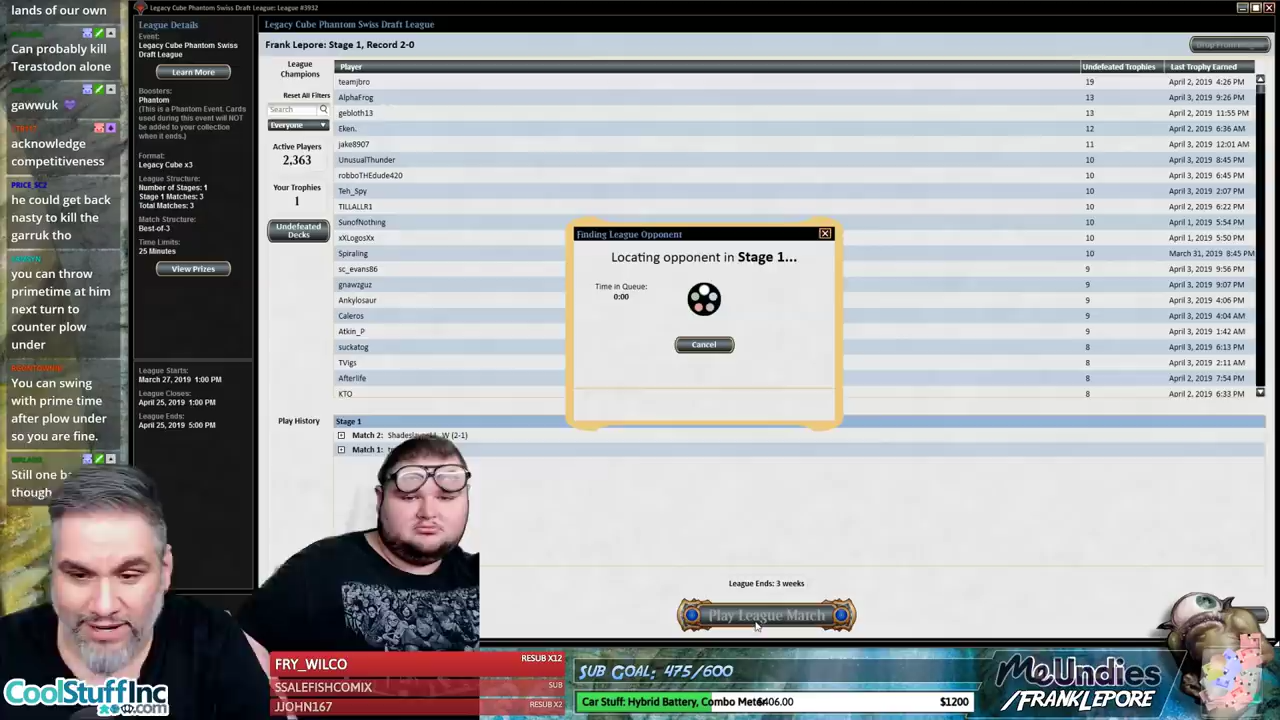 lands of our own
Can probably kill
Terastodon alone
gawwuk
acknowledge
competitiveness
PRICE_SC2
he could get back
nasty to kill the
garruk tho
you can throw
primetime at him
next turn to
counter plow
under
You can swing
with prime time
after plow under
so you are fine.
though
Legacy Cube Phantom Swiss Draft League: League #3932
League Details
Event:
Legacy Cube Phantom Swiss
Draft League
Learn More
Boosters:
Phantom
(This is a Phantom Event. Cards
used during this event will NOT
be added to your collection
when it ends.)
Format:
Legacy Cube x3
League Structure:
Number of Stages: 1
Stage 1 Matches: 3
Total Matches: 3
Match Structure:
Best-of-3
Time Limits:
25 Minutes
View Prizes
League Starts:
March 27, 2019 1:00 PM
League Closes:
April 25, 2019 1:00 PM
League Ends:
April 25, 2019 5:00 PM
Legacy Cube Phantom Swiss Draft League
Frank Lepore: Stage 1, Record 2-0
League
Champions
Reset All Filters
Search
Everyone
Active Players
2,363
Your Trophies
1
Undefeated
Decks
Player Undefeated Trophies Last Trophy Earned
teamjbro 19 April 2, 2019 4:26 PM
AlphaFrog 13 April 3, 2019 9:26 PM
gebloth13 13 April 2, 2019 11:55 PM
Eken. 12 April 3, 2019 6:36 AM
jake8907 11 April 3, 2019 12:01 AM
UnusualThunder 10 April 3, 2019 8:45 PM
robboTHEdude420 10 April 3, 2019 6:45 PM
Teh_Spy 10 April 3, 2019 2:07 PM
TILLALLR1 10 April 2, 2019 6:22 PM
SunofNothing 10 April 1, 2019 5:54 PM
xXLogosXx 10 April 1, 2019 5:50 PM
Spiraling 10 March 31, 2019 8:45 PM
sc_evans86 9 April 3, 2019 9:56 PM
gnawzguz 9 April 3, 2019 9:07 PM
Ankylosaur 9 April 3, 2019 4:06 PM
Caleros 9 April 3, 2019 4:04 AM
Atkin_P 9 April 3, 2019 1:42 AM
suckatog 8 April 3, 2019 6:13 PM
TVigs 8 April 3, 2019 2:11 AM
Afterlife 8 April 2, 2019 7:54 PM
KTO 8 April 2, 2019 6:33 PM
Finding League Opponent
Locating opponent in Stage 1...
Time in Queue:
0:00
Cancel
Play History
Stage 1
Match 2: W (2-1)
Match 1:
League Ends: 3 weeks
Play League Match
FRY_WILCO RESUB X12
SSALEFISHCOMIX SUB
JJOHN167 RESUB X2
SUB GOAL: 475/600
Car Stuff: Hybrid Battery, Combo Meter $406.00 $1200
MeUndies
/FRANKLEPORE
CoolStuffInc
.com